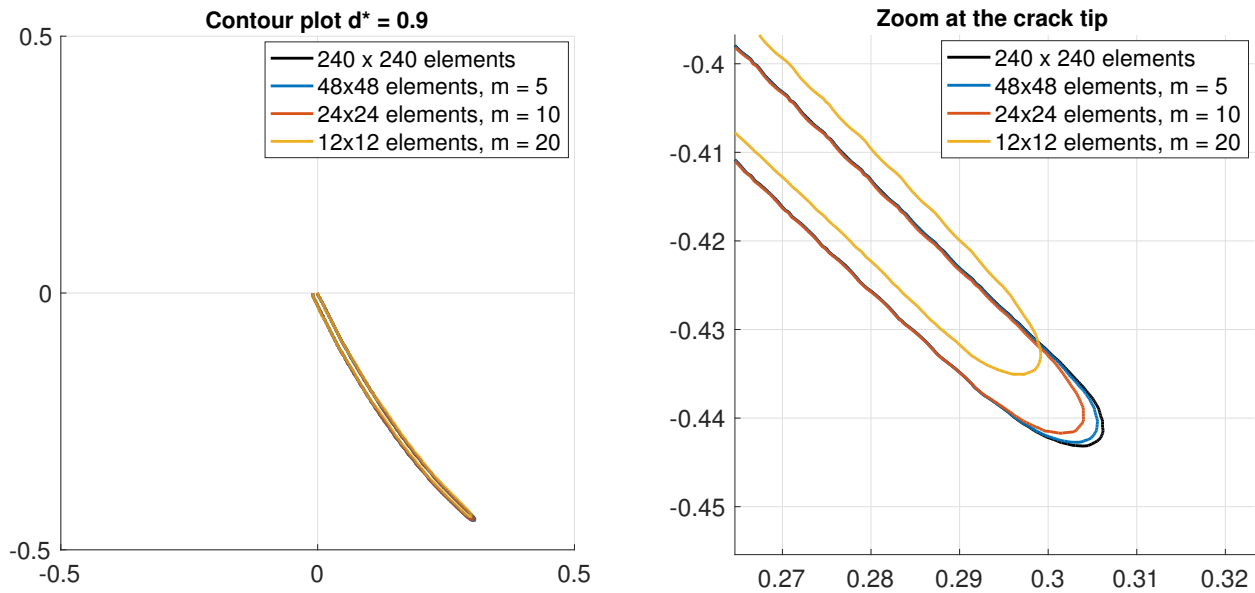 Contour plot d* = 0.9
0.5
240 x 240 elements
48x48 elements, m = 5
24x24 elements, m = 10
12x12 elements, m = 20
0
-0.5
-0.5
0
0.5
Zoom at the crack tip
240 x 240 elements
48x48 elements, m = 5
24x24 elements, m = 10
12x12 elements, m = 20
-0.4
-0.41
-0.42
-0.43
-0.44
-0.45
0.27
0.28
0.29
0.3
0.31
0.32